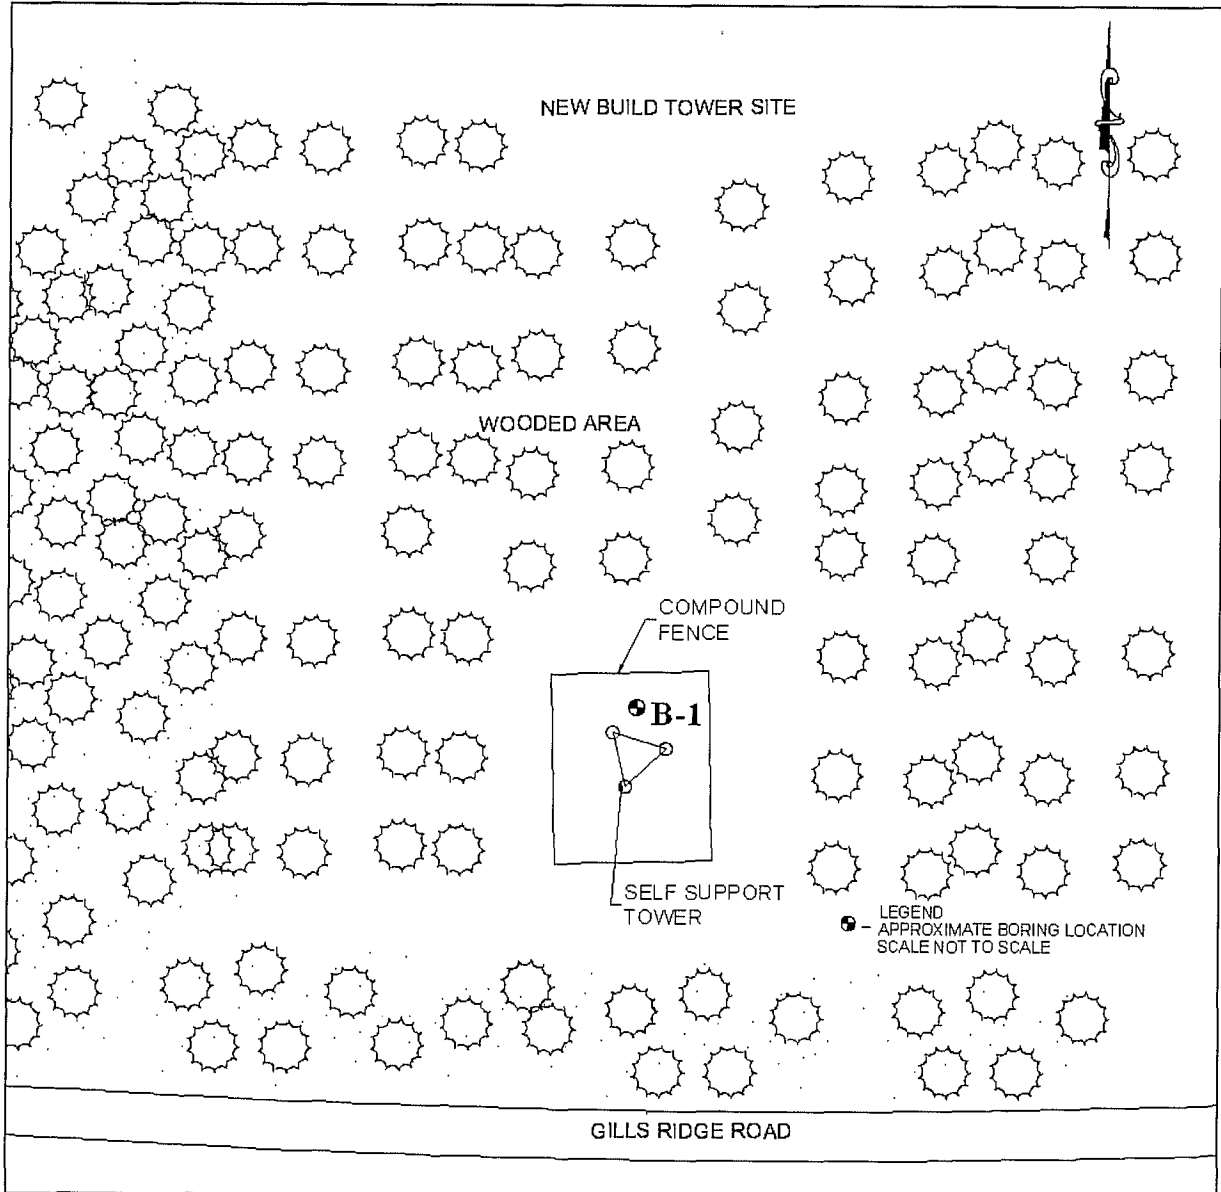 NEW BUILD TOWER SITE
WOODED AREA
COMPOUND
FENCE
B-1
SELF SUPPORT
TOWER
LEGEND
- APPROXIMATE BORING LOCATION
SCALE NOT TO SCALE
GILLS RIDGE ROAD